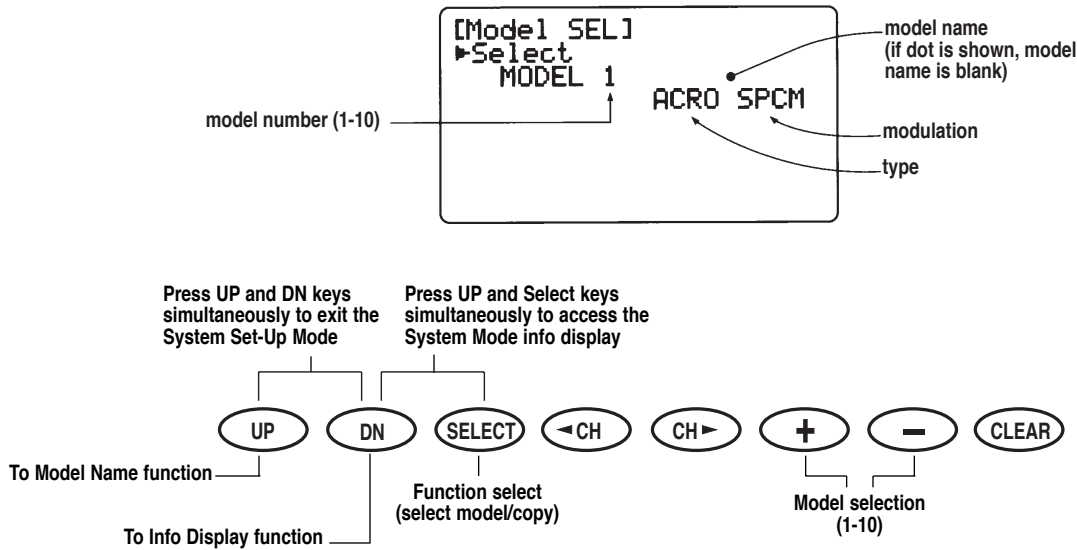 [Model SEL]
►Select
MODEL 1
ACRO SPCM
model name
(if dot is shown, model
name is blank)
model number (1-10)
modulation
type
Press UP and DN keys
simultaneously to exit the
System Set-Up Mode
Press UP and Select keys
simultaneously to access the
System Mode info display
UP
DN
SELECT
◄CH
CH►
+
–
CLEAR
To Model Name function
To Info Display function
Function select
(select model/copy)
Model selection
(1-10)